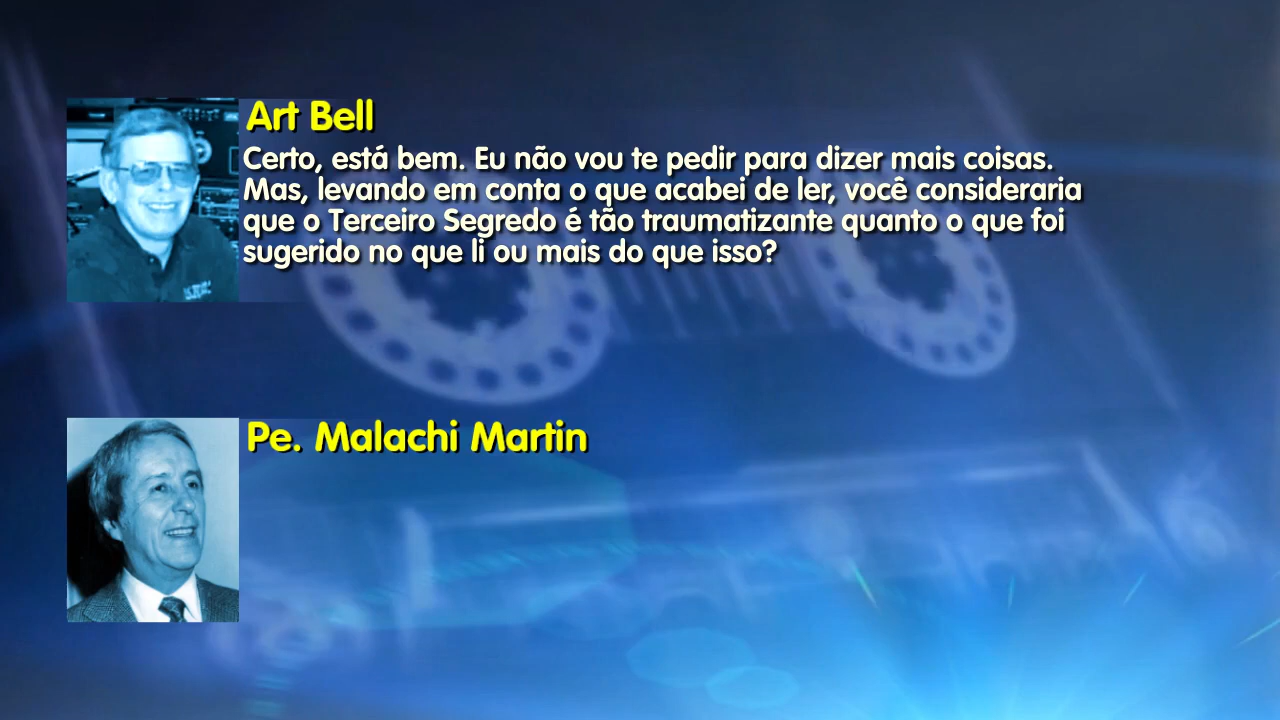 Art Bell
Certo, está bem. Eu não vou te pedir para dizer mais coisas.
Mas, levando em conta o que acabei de ler, você consideraria
que o Terceiro Segredo é tão traumatizante quanto o que foi
sugerido no que li ou mais do que isso?
Pe. Malachi Martin